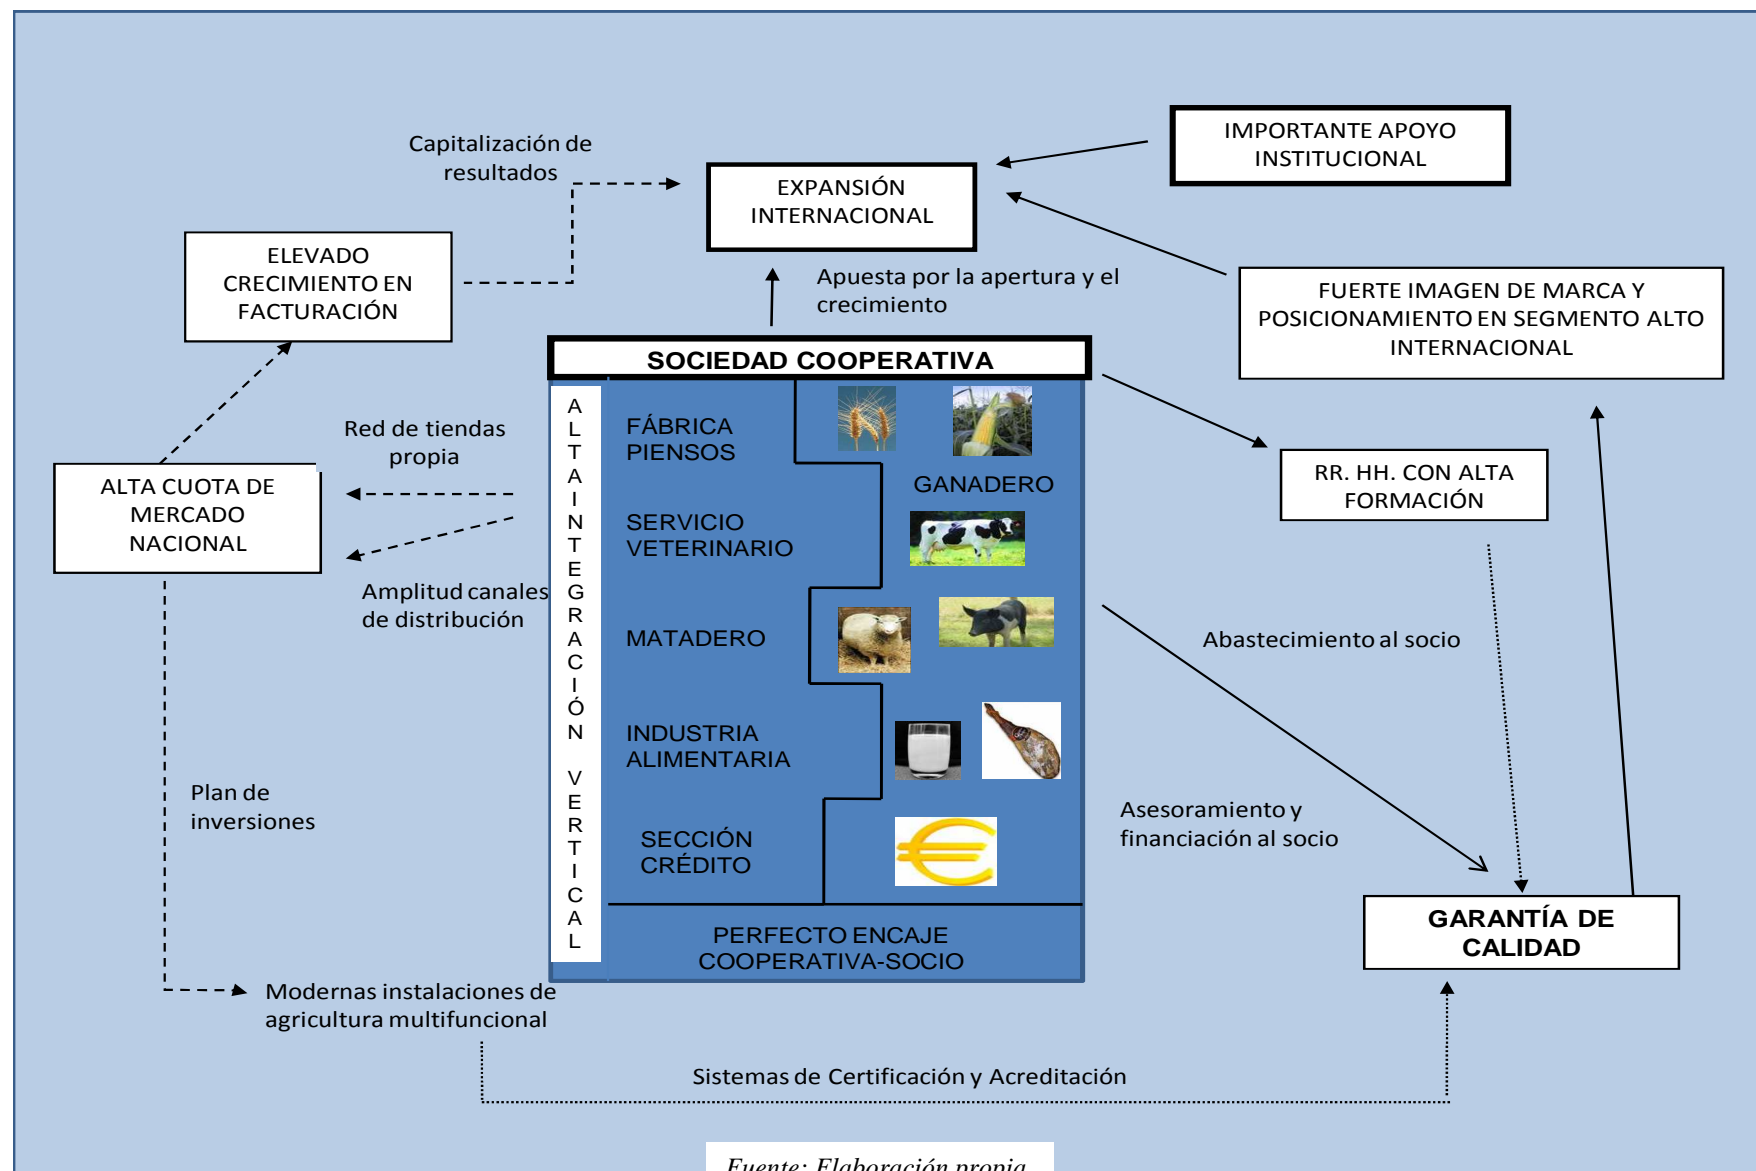 IMPORTANTE APOYO
INSTITUCIONAL
Capitalización de
resultados
EXPANSIÓN
INTERNACIONAL
ELEVADO
CRECIMIENTO EN
FACTURACIÓN
Apuesta por la apertura y el
crecimiento
FUERTE IMAGEN DE MARCA Y
POSICIONAMIENTO EN SEGMENTO ALTO
INTERNACIONAL
SOCIEDAD COOPERATIVA
ALTA INTEGRACIÓN VERTICAL
FÁBRICA
PIENSOS
GANADERO
SERVICIO
VETERINARIO
MATADERO
INDUSTRIA
ALIMENTARIA
SECCIÓN
CRÉDITO
PERFECTO ENCAJE
COOPERATIVA-SOCIO
Red de tiendas
propia
ALTA CUOTA DE
MERCADO
NACIONAL
Amplitud canales
de distribución
RR. HH. CON ALTA
FORMACIÓN
Abastecimiento al socio
Plan de
inversiones
Asesoramiento y
financiación al socio
GARANTÍA DE
CALIDAD
Modernas instalaciones de
agricultura multifuncional
Sistemas de Certificación y Acreditación
Fuente: Elaboración propia